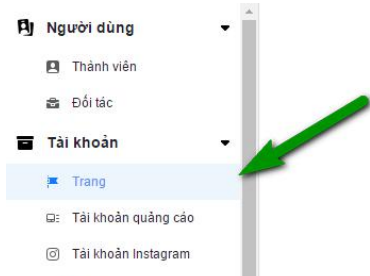 Người dùng
Thành viên
Đối tác
Tài khoản
Trang
Tài khoản quảng cáo
Tài khoản Instagram